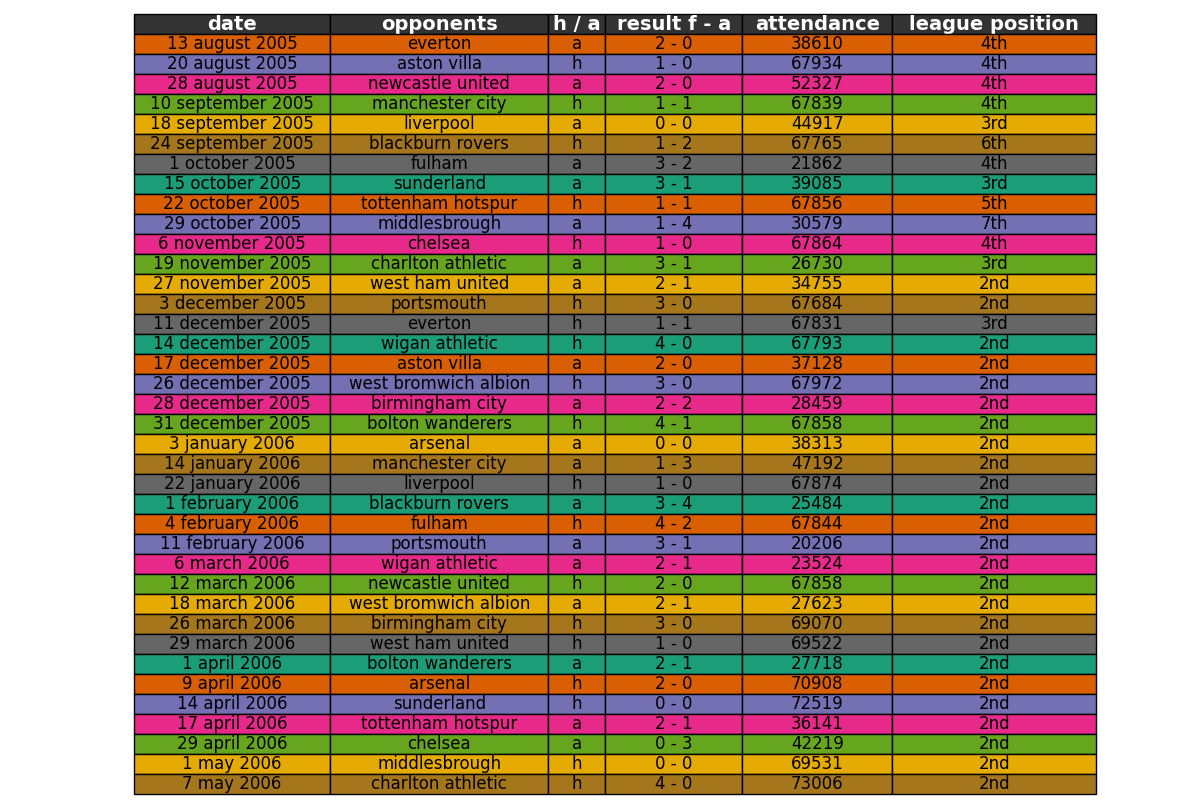 date opponents h / a result f - a attendance league position
13 august 2005 everton a 2 - 0 38610 4th
20 august 2005 aston villa h 1 - 0 67934 4th
28 august 2005 newcastle united a 2 - 0 52327 4th
10 september 2005 manchester city h 1 - 1 67839 4th
18 september 2005 liverpool a 0 - 0 44917 3rd
24 september 2005 blackburn rovers h 1 - 2 67765 6th
1 october 2005 fulham a 3 - 2 21862 4th
15 october 2005 sunderland a 3 - 1 39085 3rd
22 october 2005 tottenham hotspur h 1 - 1 67856 5th
29 october 2005 middlesbrough a 1 - 4 30579 7th
6 november 2005 chelsea h 1 - 0 67864 4th
19 november 2005 charlton athletic a 3 - 1 26730 3rd
27 november 2005 west ham united a 2 - 1 34755 2nd
3 december 2005 portsmouth h 3 - 0 67684 2nd
11 december 2005 everton h 1 - 1 67831 3rd
14 december 2005 wigan athletic h 4 - 0 67793 2nd
17 december 2005 aston villa a 2 - 0 37128 2nd
26 december 2005 west bromwich albion h 3 - 0 67972 2nd
28 december 2005 birmingham city a 2 - 2 28459 2nd
31 december 2005 bolton wanderers h 4 - 1 67858 2nd
3 january 2006 arsenal a 0 - 0 38313 2nd
14 january 2006 manchester city a 1 - 3 47192 2nd
22 january 2006 liverpool h 1 - 0 67874 2nd
1 february 2006 blackburn rovers a 3 - 4 25484 2nd
4 february 2006 fulham h 4 - 2 67844 2nd
11 february 2006 portsmouth a 3 - 1 20206 2nd
6 march 2006 wigan athletic a 2 - 1 23524 2nd
12 march 2006 newcastle united h 2 - 0 67858 2nd
18 march 2006 west bromwich albion a 2 - 1 27623 2nd
26 march 2006 birmingham city h 3 - 0 69070 2nd
29 march 2006 west ham united h 1 - 0 69522 2nd
1 april 2006 bolton wanderers a 2 - 1 27718 2nd
9 april 2006 arsenal h 2 - 0 70908 2nd
14 april 2006 sunderland h 0 - 0 72519 2nd
17 april 2006 tottenham hotspur a 2 - 1 36141 2nd
29 april 2006 chelsea a 0 - 3 42219 2nd
1 may 2006 middlesbrough h 0 - 0 69531 2nd
7 may 2006 charlton athletic h 4 - 0 73006 2nd